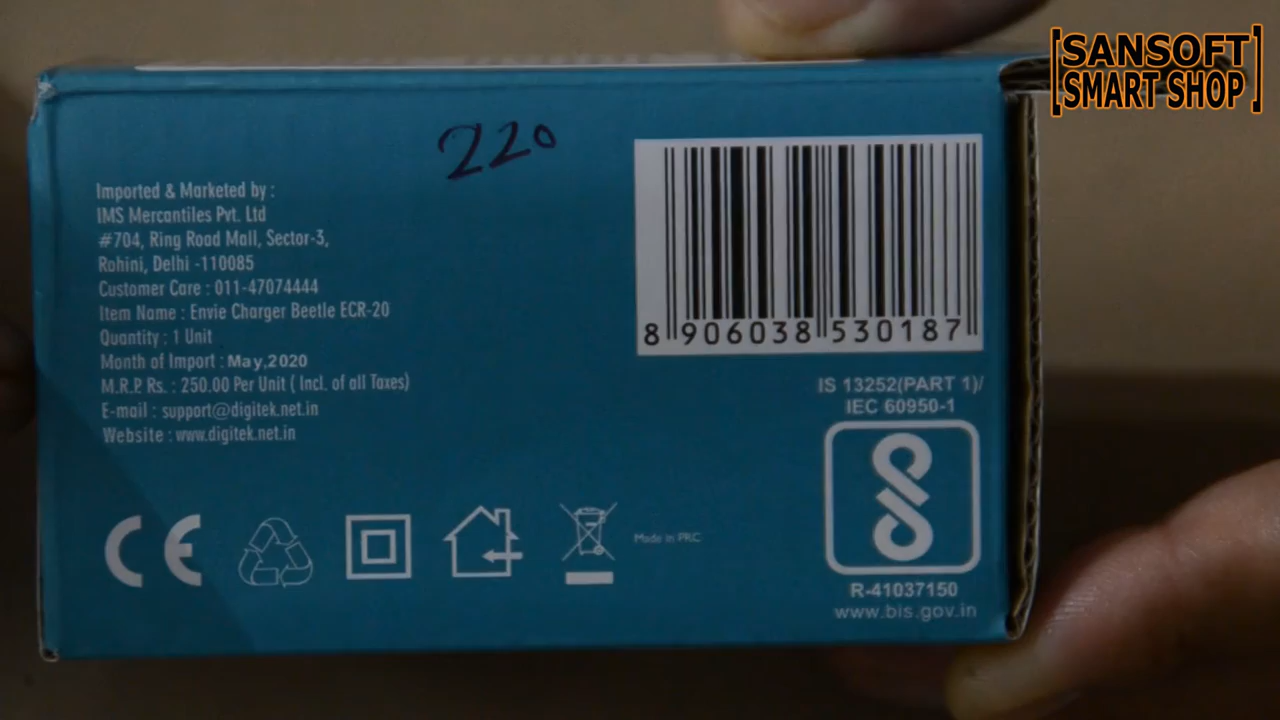 [SANSOFT
SMART SHOP]
220
Imported & Marketed by :
IMS Mercantiles Pvt. Ltd
#704, Ring Road Mall, Sector-3,
Rohini, Delhi -110085
Customer Care : 011-47074444
Item Name : Envie Charger Beetle ECR-20
Quantity : 1 Unit
Month of Import : May,2020
M.R.P. Rs. : 250.00 Per Unit ( Incl. of all Taxes)
E-mail : support@digitek.net.in
Website : www.digitek.net.in
8 906038 530187
IS 13252(PART 1)/
IEC 60950-1
CE
Made in PRC
R-41037150
www.bis.gov.in